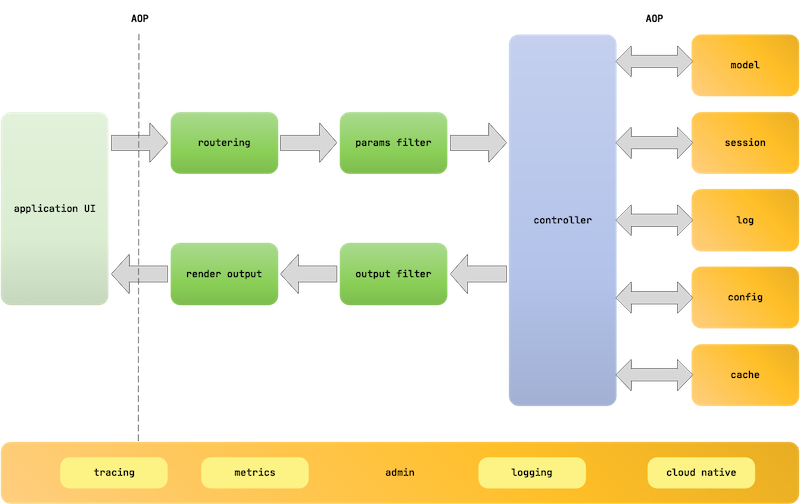 AOP
AOP
model
routering
params filter
session
application UI
controller
log
render output
output filter
config
cache
tracing
metrics
admin
logging
cloud native